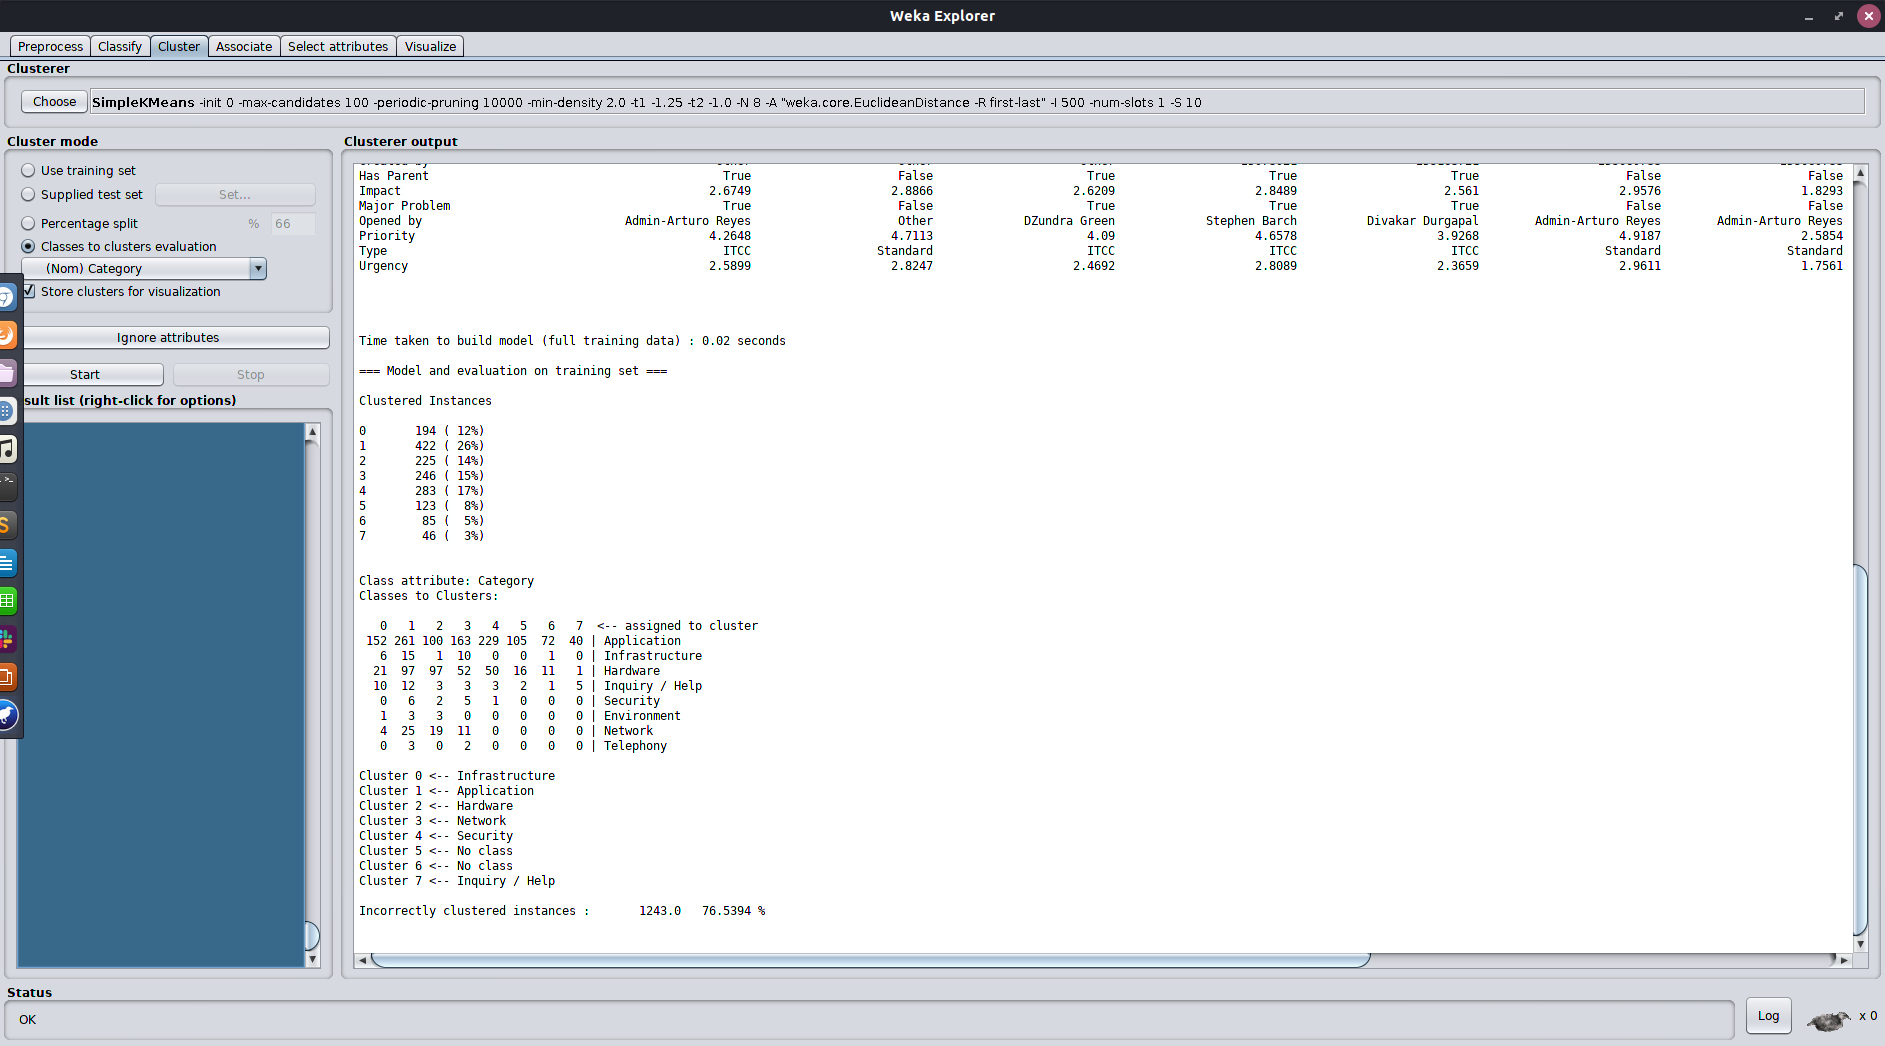 Weka Explorer
Preprocess Classify Cluster Associate Select attributes Visualize
Clusterer
Choose SimpleKMeans -init 0 -max-candidates 100 -periodic-pruning 10000 -min-density 2.0 -t1 -1.25 -t2 -1.0 -N 8 -A "weka.core.EuclideanDistance -R first-last" -I 500 -num-slots 1 -S 10
Cluster mode
Use training set
Supplied test set Set...
Percentage split % 66
Classes to clusters evaluation
(Nom) Category
Store clusters for visualization
Ignore attributes
Start Stop
sult list (right-click for options)
Clusterer output
Has Parent True False True True True False False
Impact 2.6749 2.8866 2.6209 2.8489 2.561 2.9576 1.8293
Major Problem True False True True True False False
Opened by Admin-Arturo Reyes Other DZundra Green Stephen Barch Divakar Durgapal Admin-Arturo Reyes Admin-Arturo Reyes
Priority 4.2648 4.7113 4.09 4.6578 3.9268 4.9187 2.5854
Type ITCC Standard ITCC ITCC ITCC Standard Standard
Urgency 2.5899 2.8247 2.4692 2.8089 2.3659 2.9611 1.7561
Time taken to build model (full training data) : 0.02 seconds
=== Model and evaluation on training set ===
Clustered Instances
0 194 ( 12%)
1 422 ( 26%)
2 225 ( 14%)
3 246 ( 15%)
4 283 ( 17%)
5 123 ( 8%)
6 85 ( 5%)
7 46 ( 3%)
Class attribute: Category
Classes to Clusters:
0 1 2 3 4 5 6 7 <-- assigned to cluster
152 261 100 163 229 105 72 40 | Application
6 15 1 10 0 0 1 0 | Infrastructure
21 97 97 52 50 16 11 1 | Hardware
10 12 3 3 3 2 1 5 | Inquiry / Help
0 6 2 5 1 0 0 0 | Security
1 3 3 0 0 0 0 0 | Environment
4 25 19 11 0 0 0 0 | Network
0 3 0 2 0 0 0 0 | Telephony
Cluster 0 <-- Infrastructure
Cluster 1 <-- Application
Cluster 2 <-- Hardware
Cluster 3 <-- Network
Cluster 4 <-- Security
Cluster 5 <-- No class
Cluster 6 <-- No class
Cluster 7 <-- Inquiry / Help
Incorrectly clustered instances : 1243.0 76.5394 %
Status
OK
Log
x 0